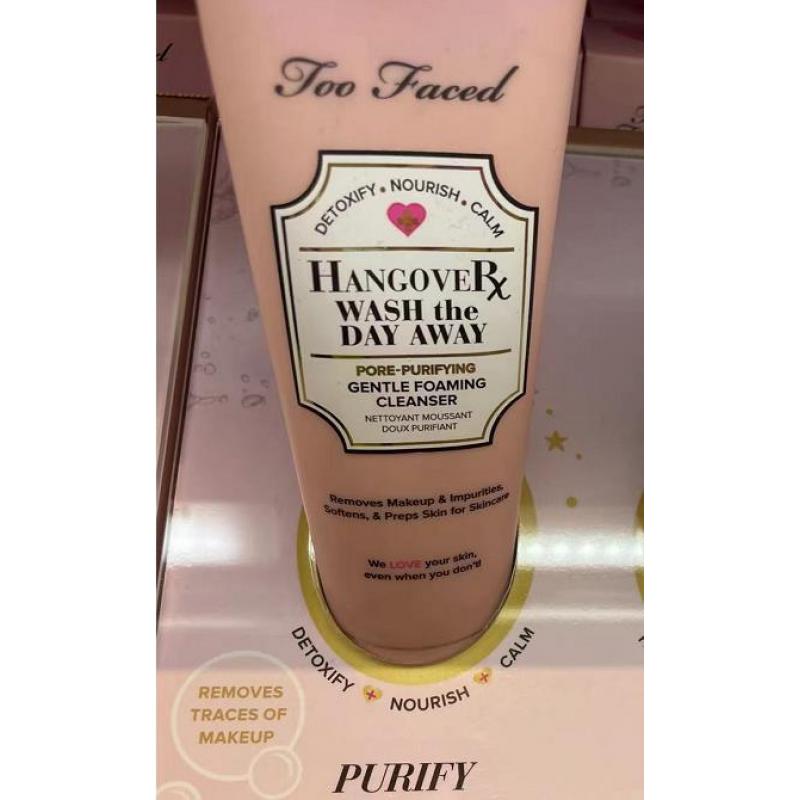 Too Faced
DETOXIFY • NOURISH • CALM
HANGOVERx
WASH the
DAY AWAY
PORE-PURIFYING
GENTLE FOAMING
CLEANSER
NETTOYANT MOUSSANT
DOUX PURIFIANT
Removes Makeup & Impurities,
Softens, & Preps Skin for Skincare
We LOVE your skin,
even when you don't!
DETOXIFY NOURISH CALM
REMOVES
TRACES OF
MAKEUP
PURIFY